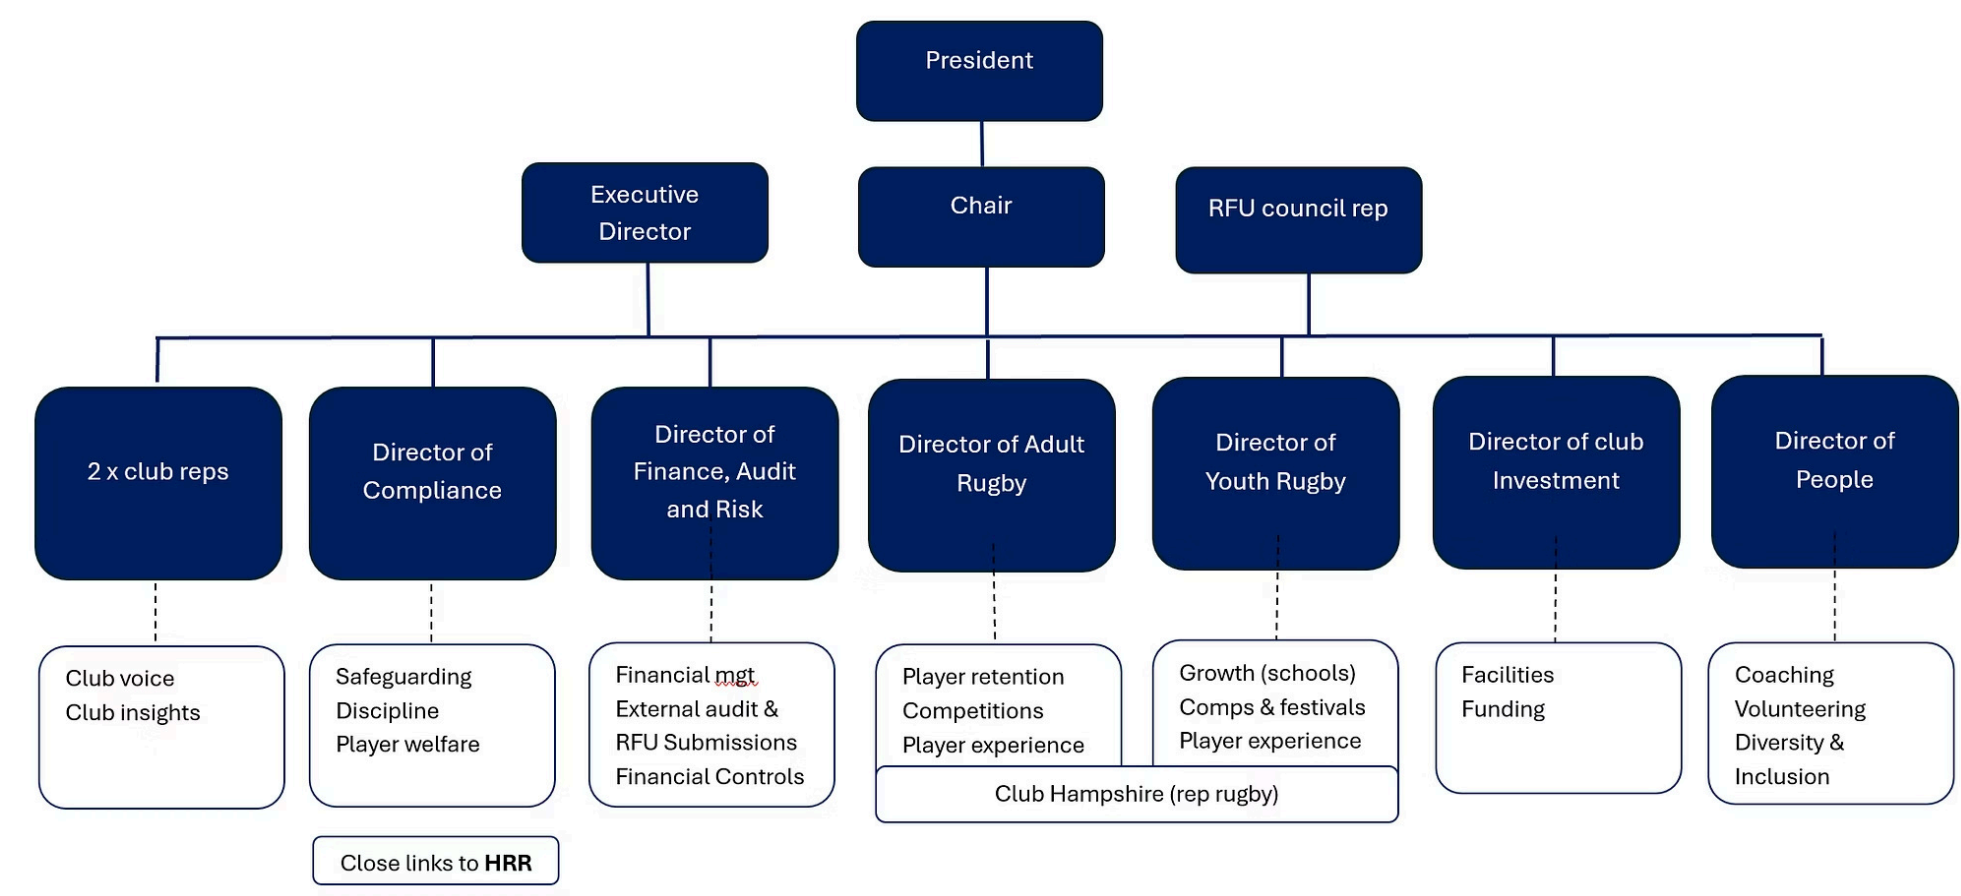 President
Executive
Director
Chair
RFU council rep
2 x club reps
Director of
Compliance
Director of
Finance, Audit
and Risk
Director of Adult
Rugby
Director of
Youth Rugby
Director of club
Investment
Director of
People
Club voice
Club insights
Safeguarding
Discipline
Player welfare
Financial mgt
External audit &
RFU Submissions
Financial Controls
Player retention
Competitions
Player experience
Growth (schools)
Comps & festivals
Player experience
Club Hampshire (rep rugby)
Facilities
Funding
Coaching
Volunteering
Diversity &
Inclusion
Close links to HRR